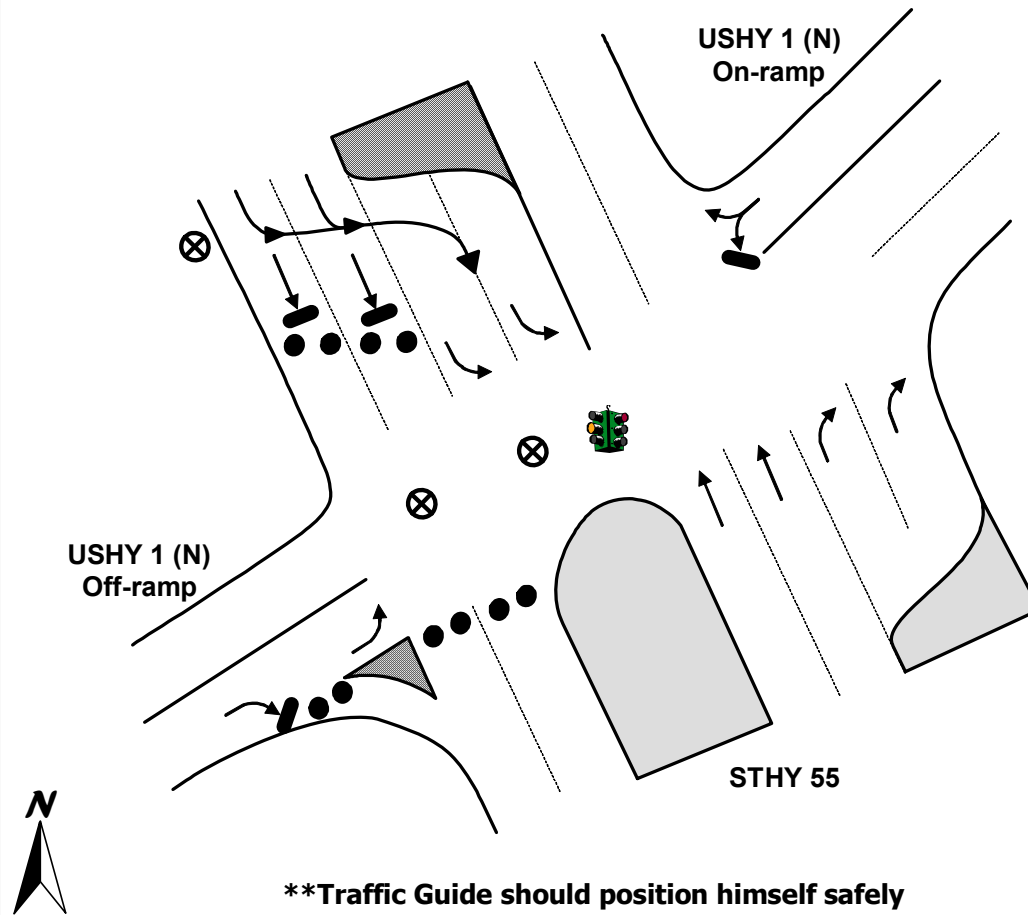 USHY 1 (N)
On-ramp
USHY 1 (N)
Off-ramp
STHY 55
N
**Traffic Guide should position himself safely